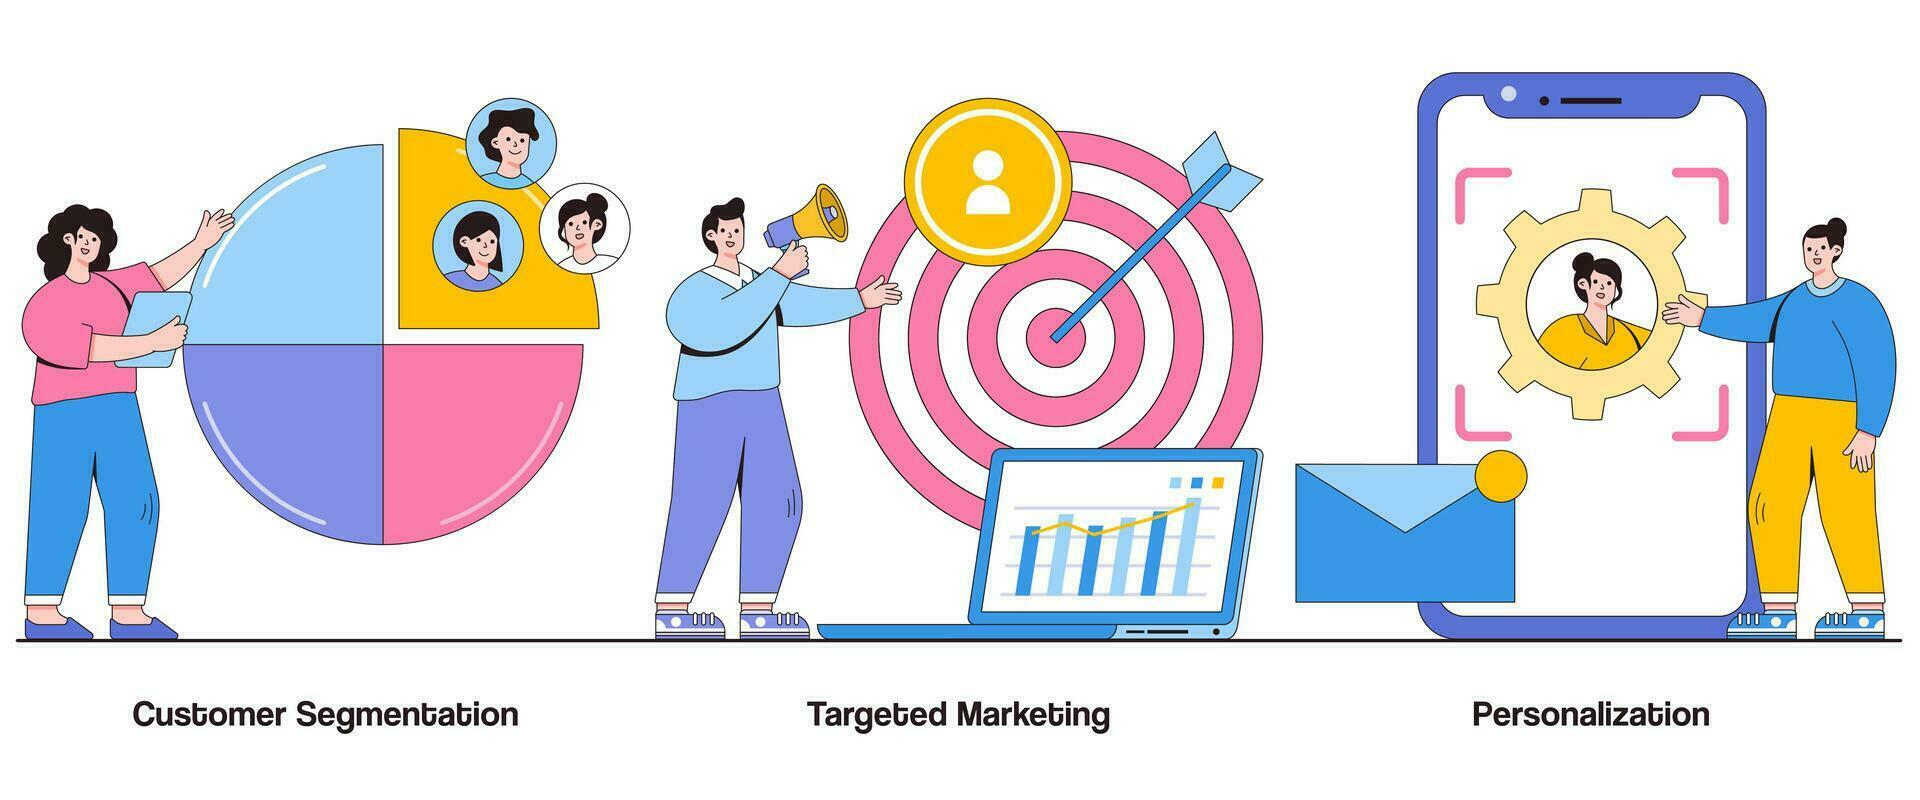 Customer Segmentation
Targeted Marketing
Personalization